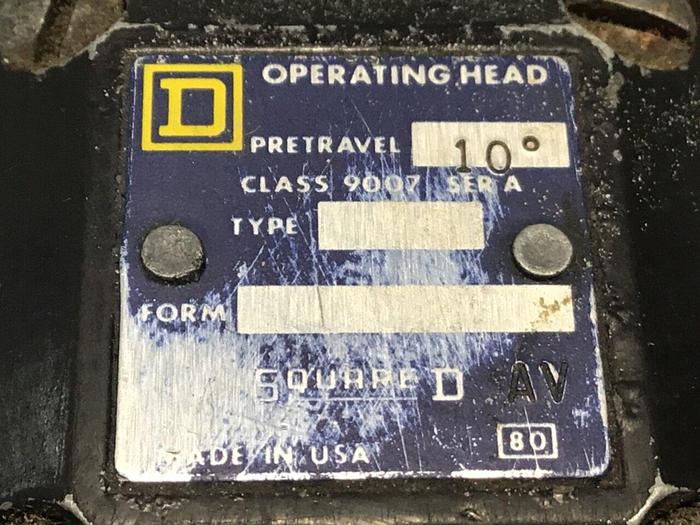 D OPERATING HEAD
PRETRAVEL 10°
CLASS 9007 SER A
TYPE
FORM
SQUARE D AV
80
MADE IN USA